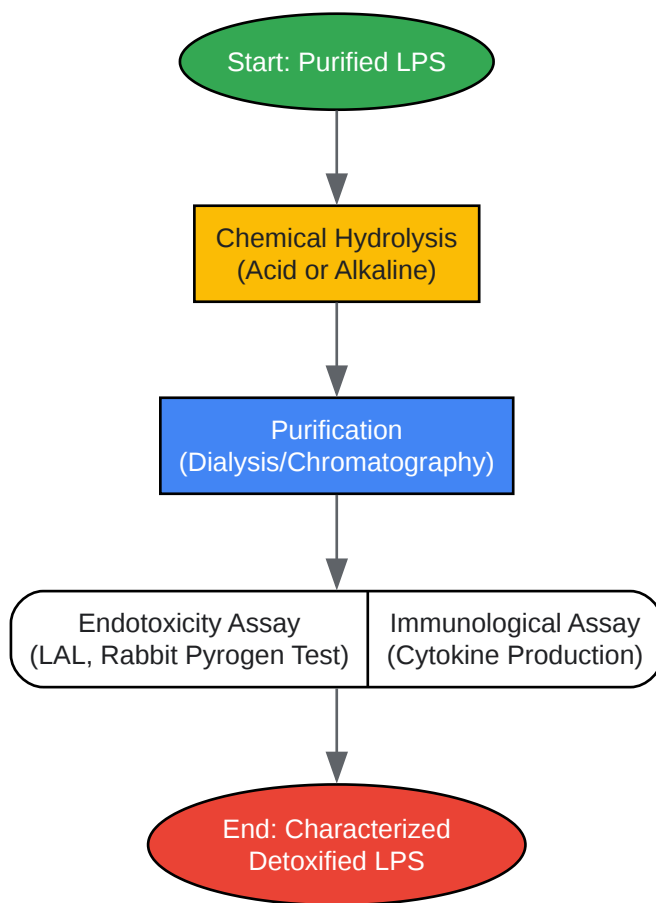 Start: Purified LPS
Chemical Hydrolysis
(Acid or Alkaline)
Purification
(Dialysis/Chromatography)
Endotoxicity Assay
(LAL, Rabbit Pyrogen Test)
Immunological Assay
(Cytokine Production)
End: Characterized
Detoxified LPS